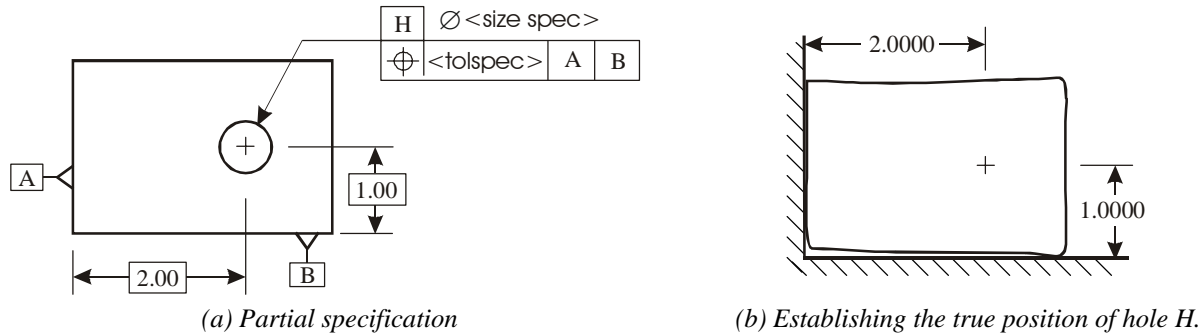 H ⌀<size spec>
⌖ <tolspec> A B
A
1.00
2.00
B
(a) Partial specification
2.0000
1.0000
(b) Establishing the true position of hole H.